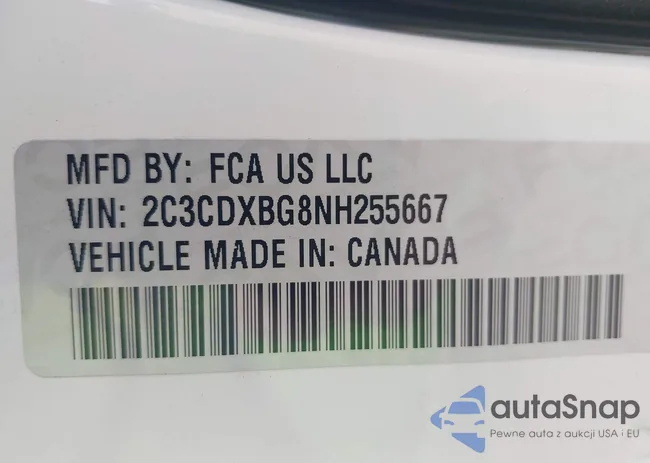 MFD BY: FCA US LLC
VIN: 2C3CDXBG8NH255667
VEHICLE MADE IN: CANADA
autaSnap
Pewne auta z aukcji USA i EU